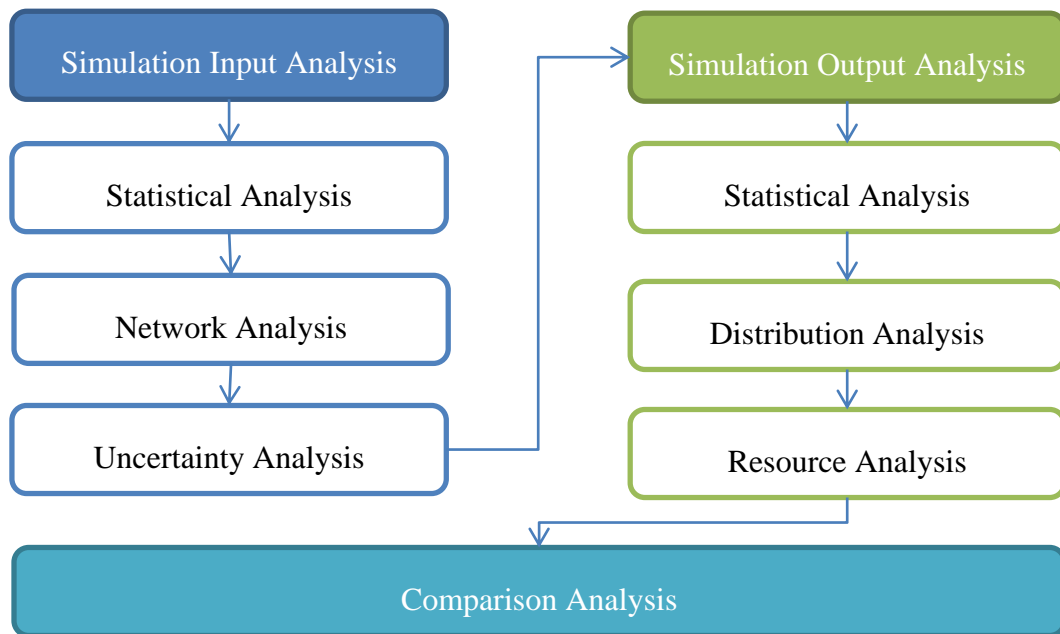 Simulation Input Analysis
Statistical Analysis
Network Analysis
Uncertainty Analysis
Simulation Output Analysis
Statistical Analysis
Distribution Analysis
Resource Analysis
Comparison Analysis